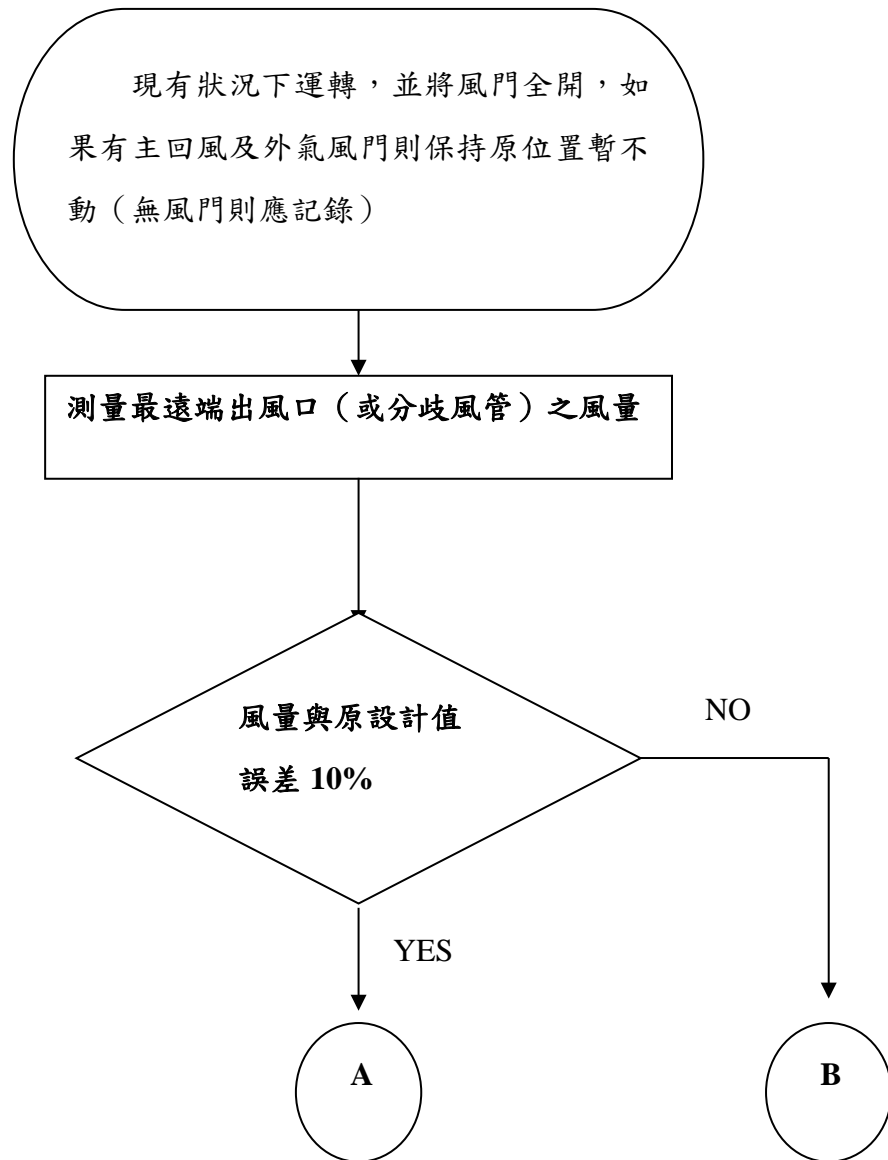 現有狀況下運轉，並將風門全開，如
果有主回風及外氣風門則保持原位置暫不
動（無風門則應記錄）
測量最遠端出風口（或分歧風管）之風量
風量與原設計值
誤差 10%
NO
YES
A
B